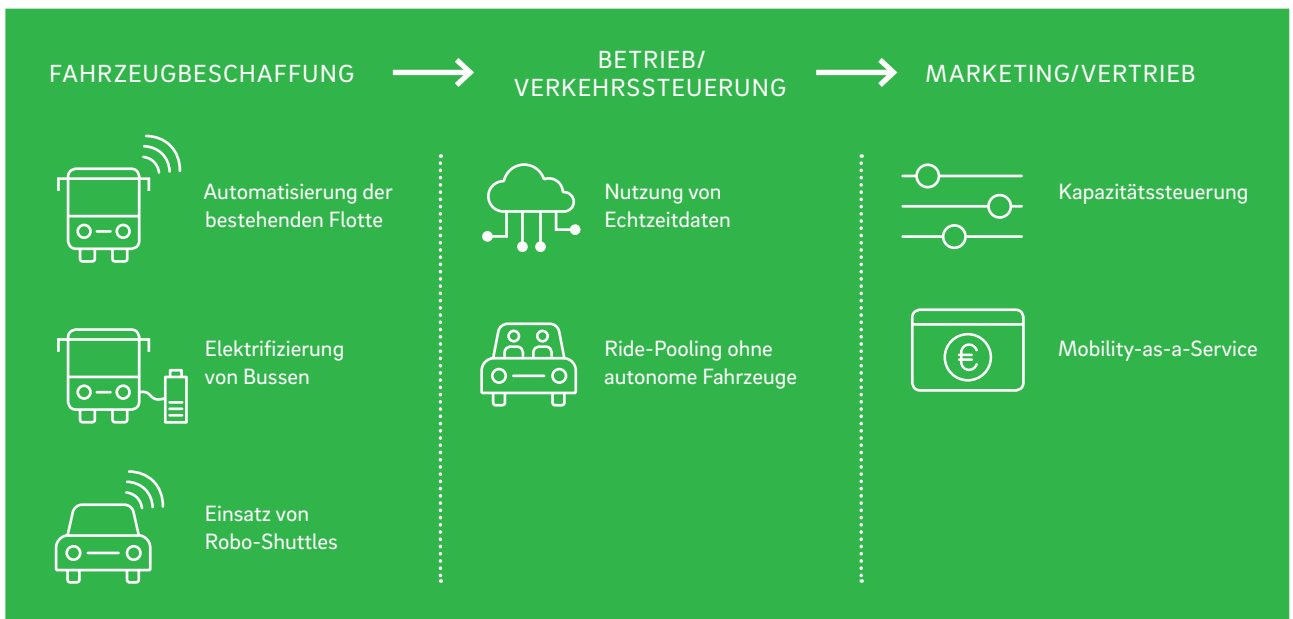 FAHRZEUGBESCHAFFUNG
BETRIEB/
VERKEHRSSTEUERUNG
MARKETING/VERTRIEB
Automatisierung der
bestehenden Flotte
Elektrifizierung
von Bussen
Einsatz von
Robo-Shuttles
Nutzung von
Echtzeitdaten
Ride-Pooling ohne
autonome Fahrzeuge
Kapazitätssteuerung
€
Mobility-as-a-Service